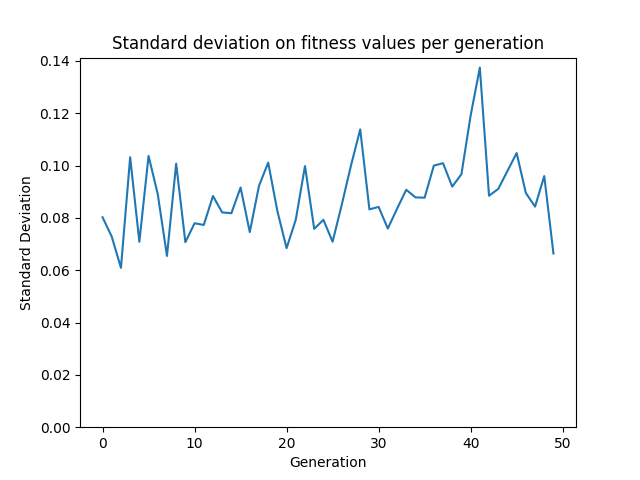 Standard deviation on fitness values per generation
0.14
0.12
0.10
0.08
0.06
0.04
0.02
0.00
Standard Deviation
0 10 20 30 40 50
Generation